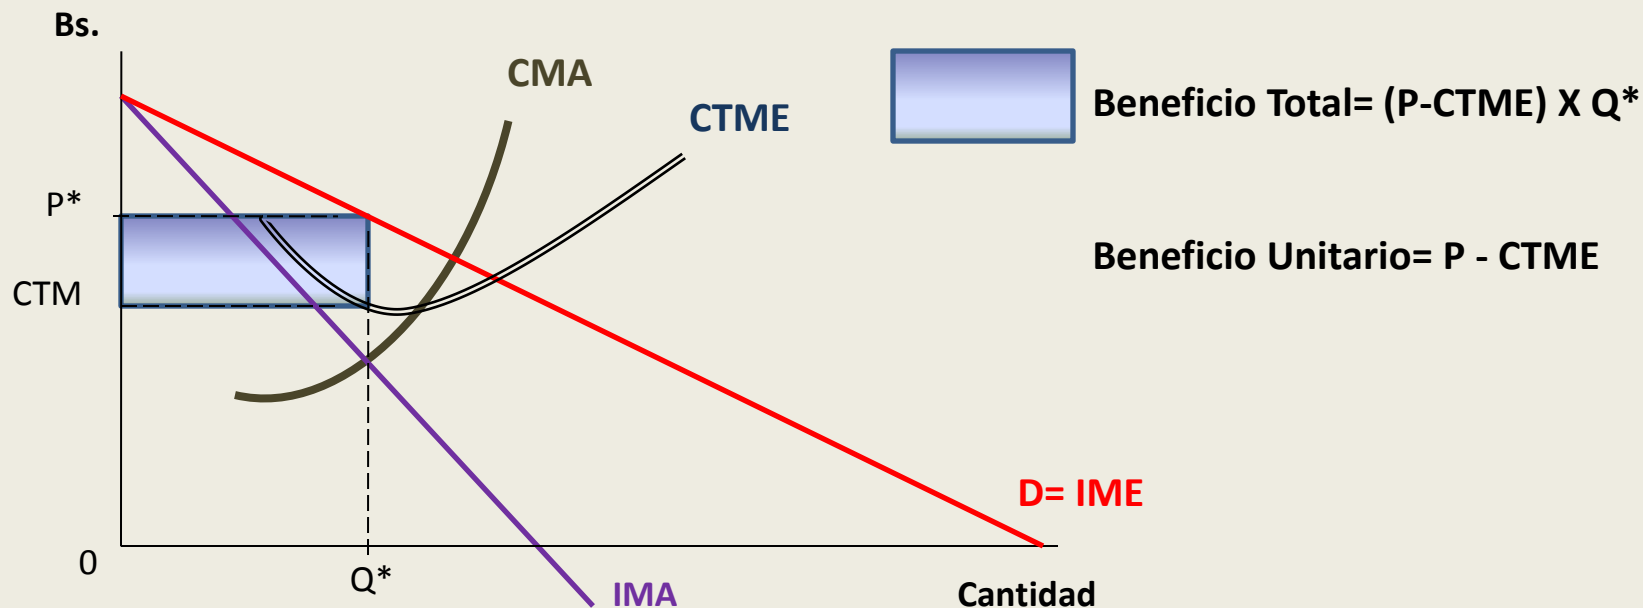 Bs.
CMA
CTME
Beneficio Total= (P-CTME) X Q*
P*
Beneficio Unitario= P - CTME
CTM
D= IME
0
Q*
IMA
Cantidad